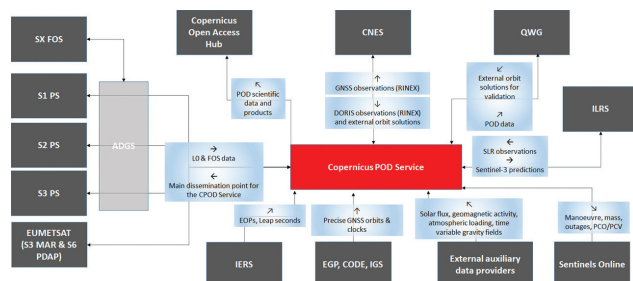 SX FOS
Copernicus
Open Access
Hub
CNES
QWG
S1 PS
S2 PS
S3 PS
EUMETSAT
(S3 MAR & S6
PDAP)
ADGS
POD scientific
data and
products
GNSS observations (RINEX)
DORIS observations (RINEX)
and external orbit solutions
External orbit
solutions for
validation
POD data
ILRS
L0 & FOS data
Main dissemination point for
the CPOD Service
Copernicus POD Service
SLR observations
Sentinel-3 predictions
EOPs, Leap seconds
Precise GNSS orbits &
clocks
Solar flux, geomagnetic activity,
atmospheric loading, time
variable gravity fields
Manoeuvre, mass,
outages, PCO/PCV
IERS
EGP, CODE, IGS
External auxiliary
data providers
Sentinels Online